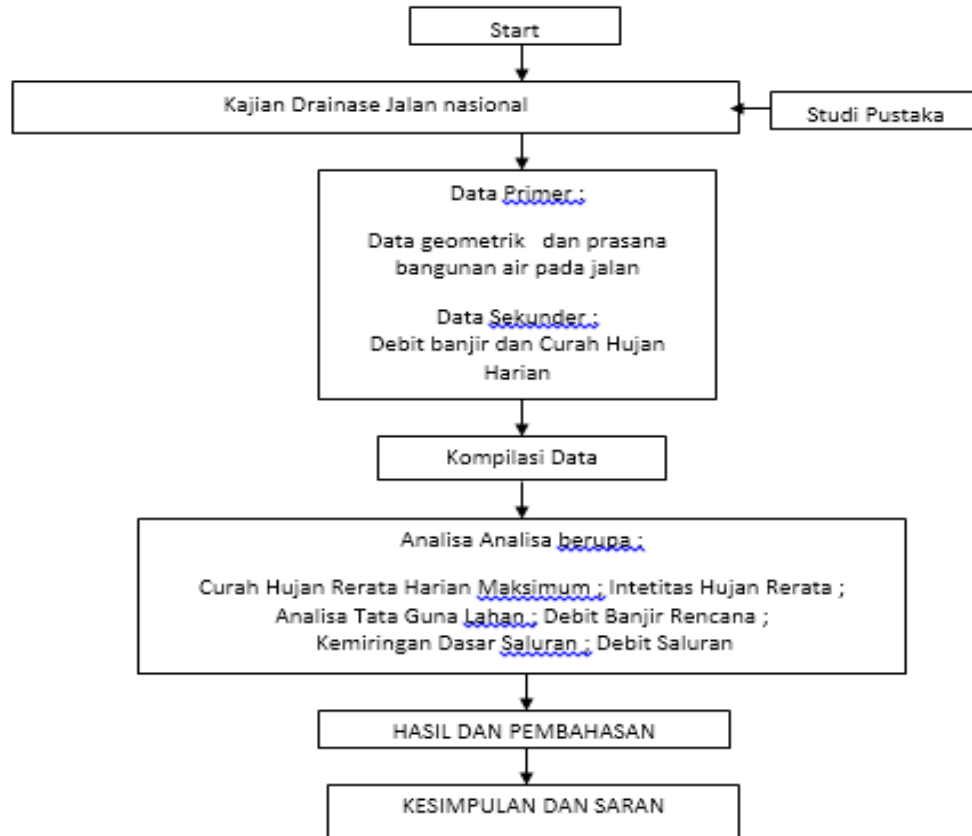 Start
Kajian Drainase Jalan nasional
Studi Pustaka
Data Primer ;
Data geometrik dan prasana
bangunan air pada jalan
Data Sekunder ;
Debit banjir dan Curah Hujan
Harian
Kompilasi Data
Analisa Analisa berupa ;
Curah Hujan Rerata Harian Maksimum ; Intetitas Hujan Rerata ;
Analisa Tata Guna Lahan ; Debit Banjir Rencana ;
Kemiringan Dasar Saluran ; Debit Saluran
HASIL DAN PEMBAHASAN
KESIMPULAN DAN SARAN